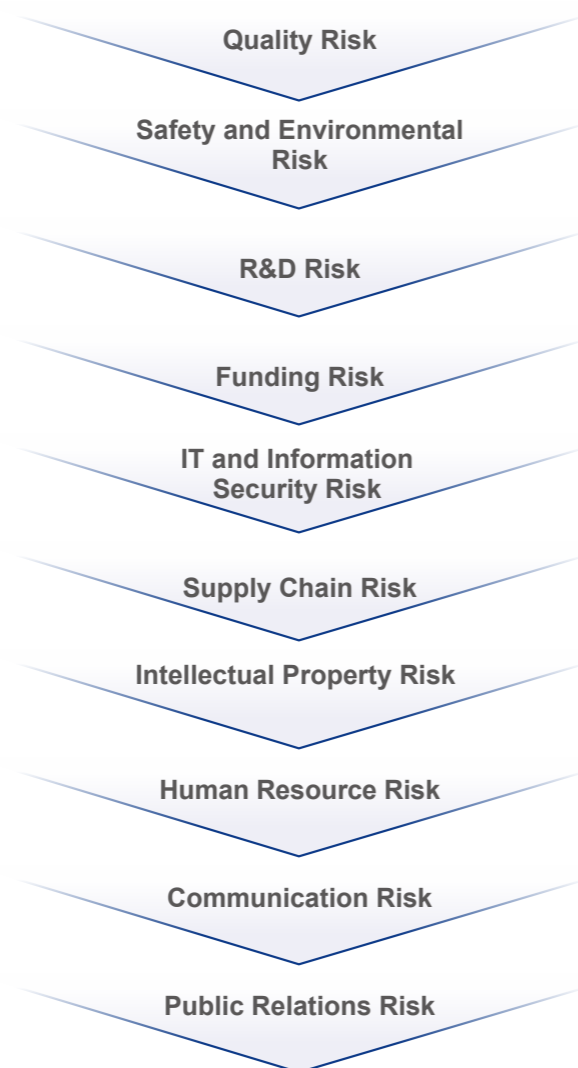 Quality Risk
Safety and Environmental
Risk
R&D Risk
Funding Risk
IT and Information
Security Risk
Supply Chain Risk
Intellectual Property Risk
Human Resource Risk
Communication Risk
Public Relations Risk